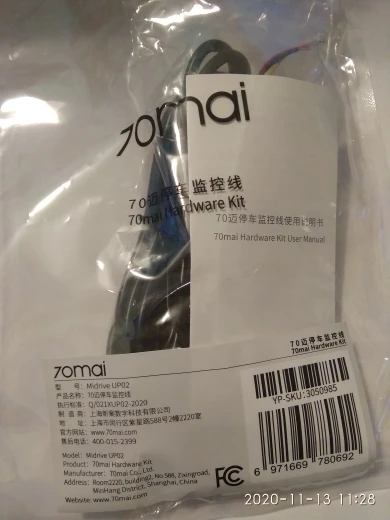 70mai
70迈停车监控线
70mai Hardware Kit
70迈停车监控线使用说明书
70mai Hardware Kit User Manual
70迈停车监控线
70mai Hardware Kit
70mai
型 号: Midrive UP02
产品名称: 70迈停车监控线
执行标准: Q/021XUP02-2020
制 造 商: 上海
数字科技有限公司
地 址: 上海市闵行区紫星路588号2幢2220室
官方网站: www.70mai.com
售后电话: 400-015-2399
Model: Midrive UP02
Product: 70mai Hardware Kit
Manufacturer: 70mai Co., Ltd.
Address: Room2220, building2, No.588, Zixingroad,
MinHang District, Shanghai, China
Website: www.70mai.com
YP-SKU:3050985
FC
6 971669 780692
2020-11-13 11:28